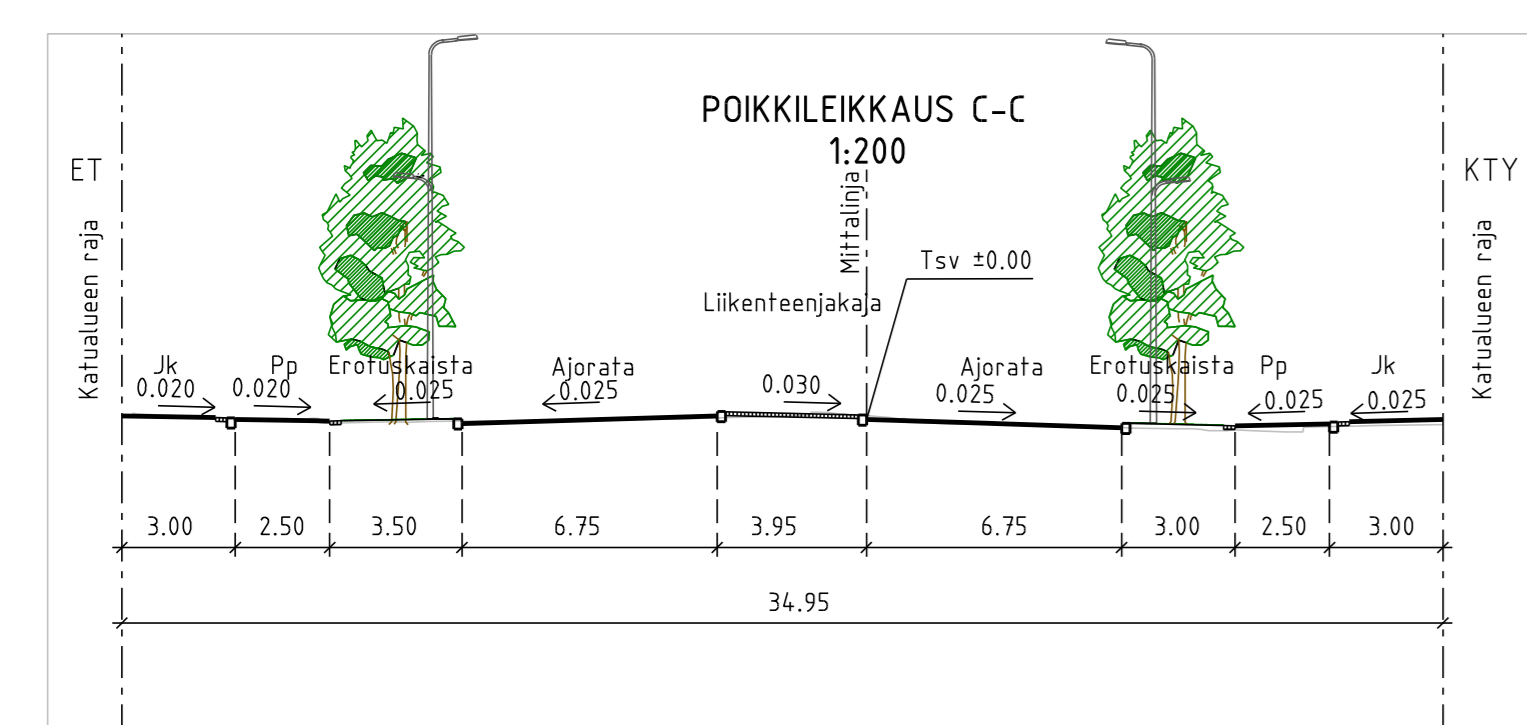 POIKKILEIKKAUS C-C
1:200
ET
KTY
Katualueen raja
Mittalinja
Katualueen raja
Tsv ±0.00
Liikenteenjakaja
Jk
Pp
Erotuskaista
Ajorata
Ajorata
Erotuskaista
Pp
Jk
0.020
0.020
0.025
0.025
0.030
0.025
0.025
0.025
0.025
3.00
2.50
3.50
6.75
3.95
6.75
3.00
2.50
3.00
34.95